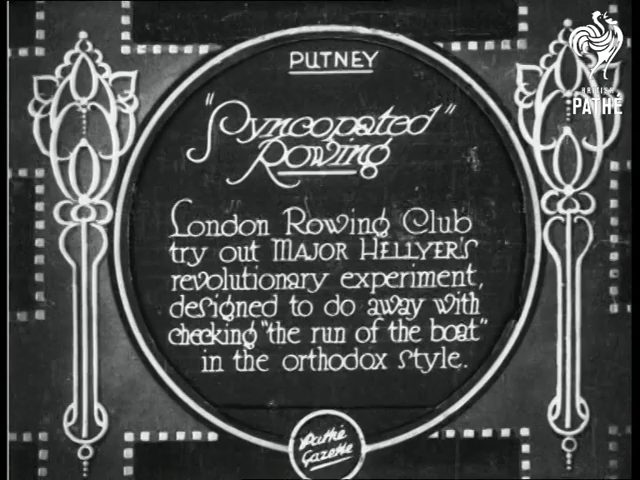 PUTNEY
BRITISH
PATHÉ
"Syncopated"
Rowing
London Rowing Club
try out MAJOR HELLYER'S
revolutionary experiment,
designed to do away with
checking "the run of the boat"
in the orthodox style.
Pathé
Gazette